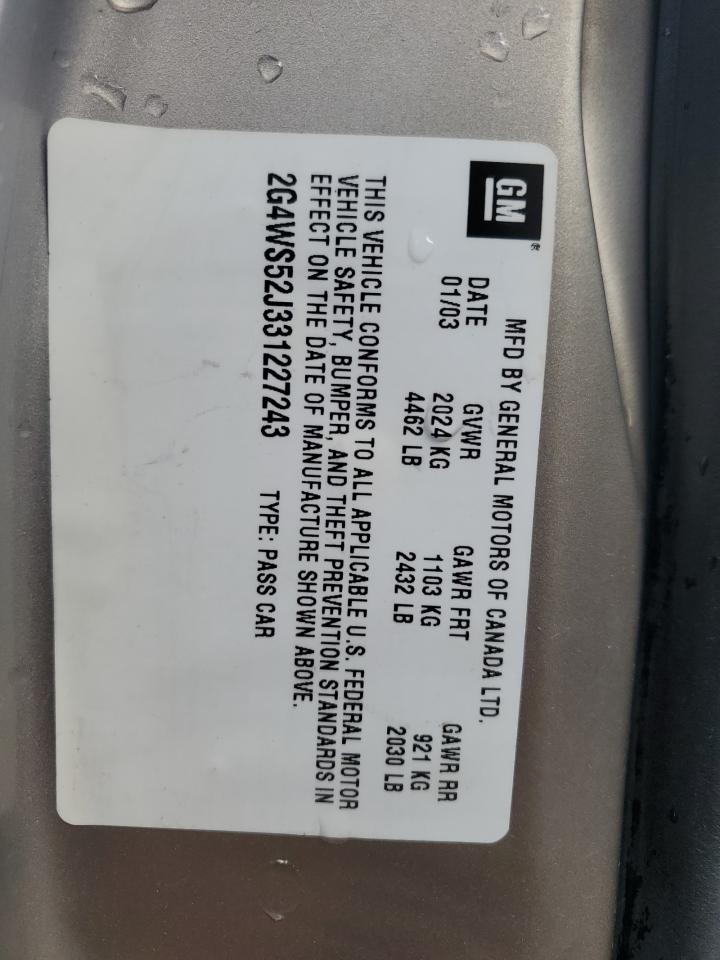 GM
MFD BY GENERAL MOTORS OF CANADA LTD.
DATE GVWR GAWR FRT GAWR RR
01/03 2024 KG 1103 KG 921 KG
4462 LB 2432 LB 2030 LB
THIS VEHICLE CONFORMS TO ALL APPLICABLE U.S. FEDERAL MOTOR
VEHICLE SAFETY, BUMPER, AND THEFT PREVENTION STANDARDS IN
EFFECT ON THE DATE OF MANUFACTURE SHOWN ABOVE.
2G4WS52J331227243 TYPE: PASS CAR